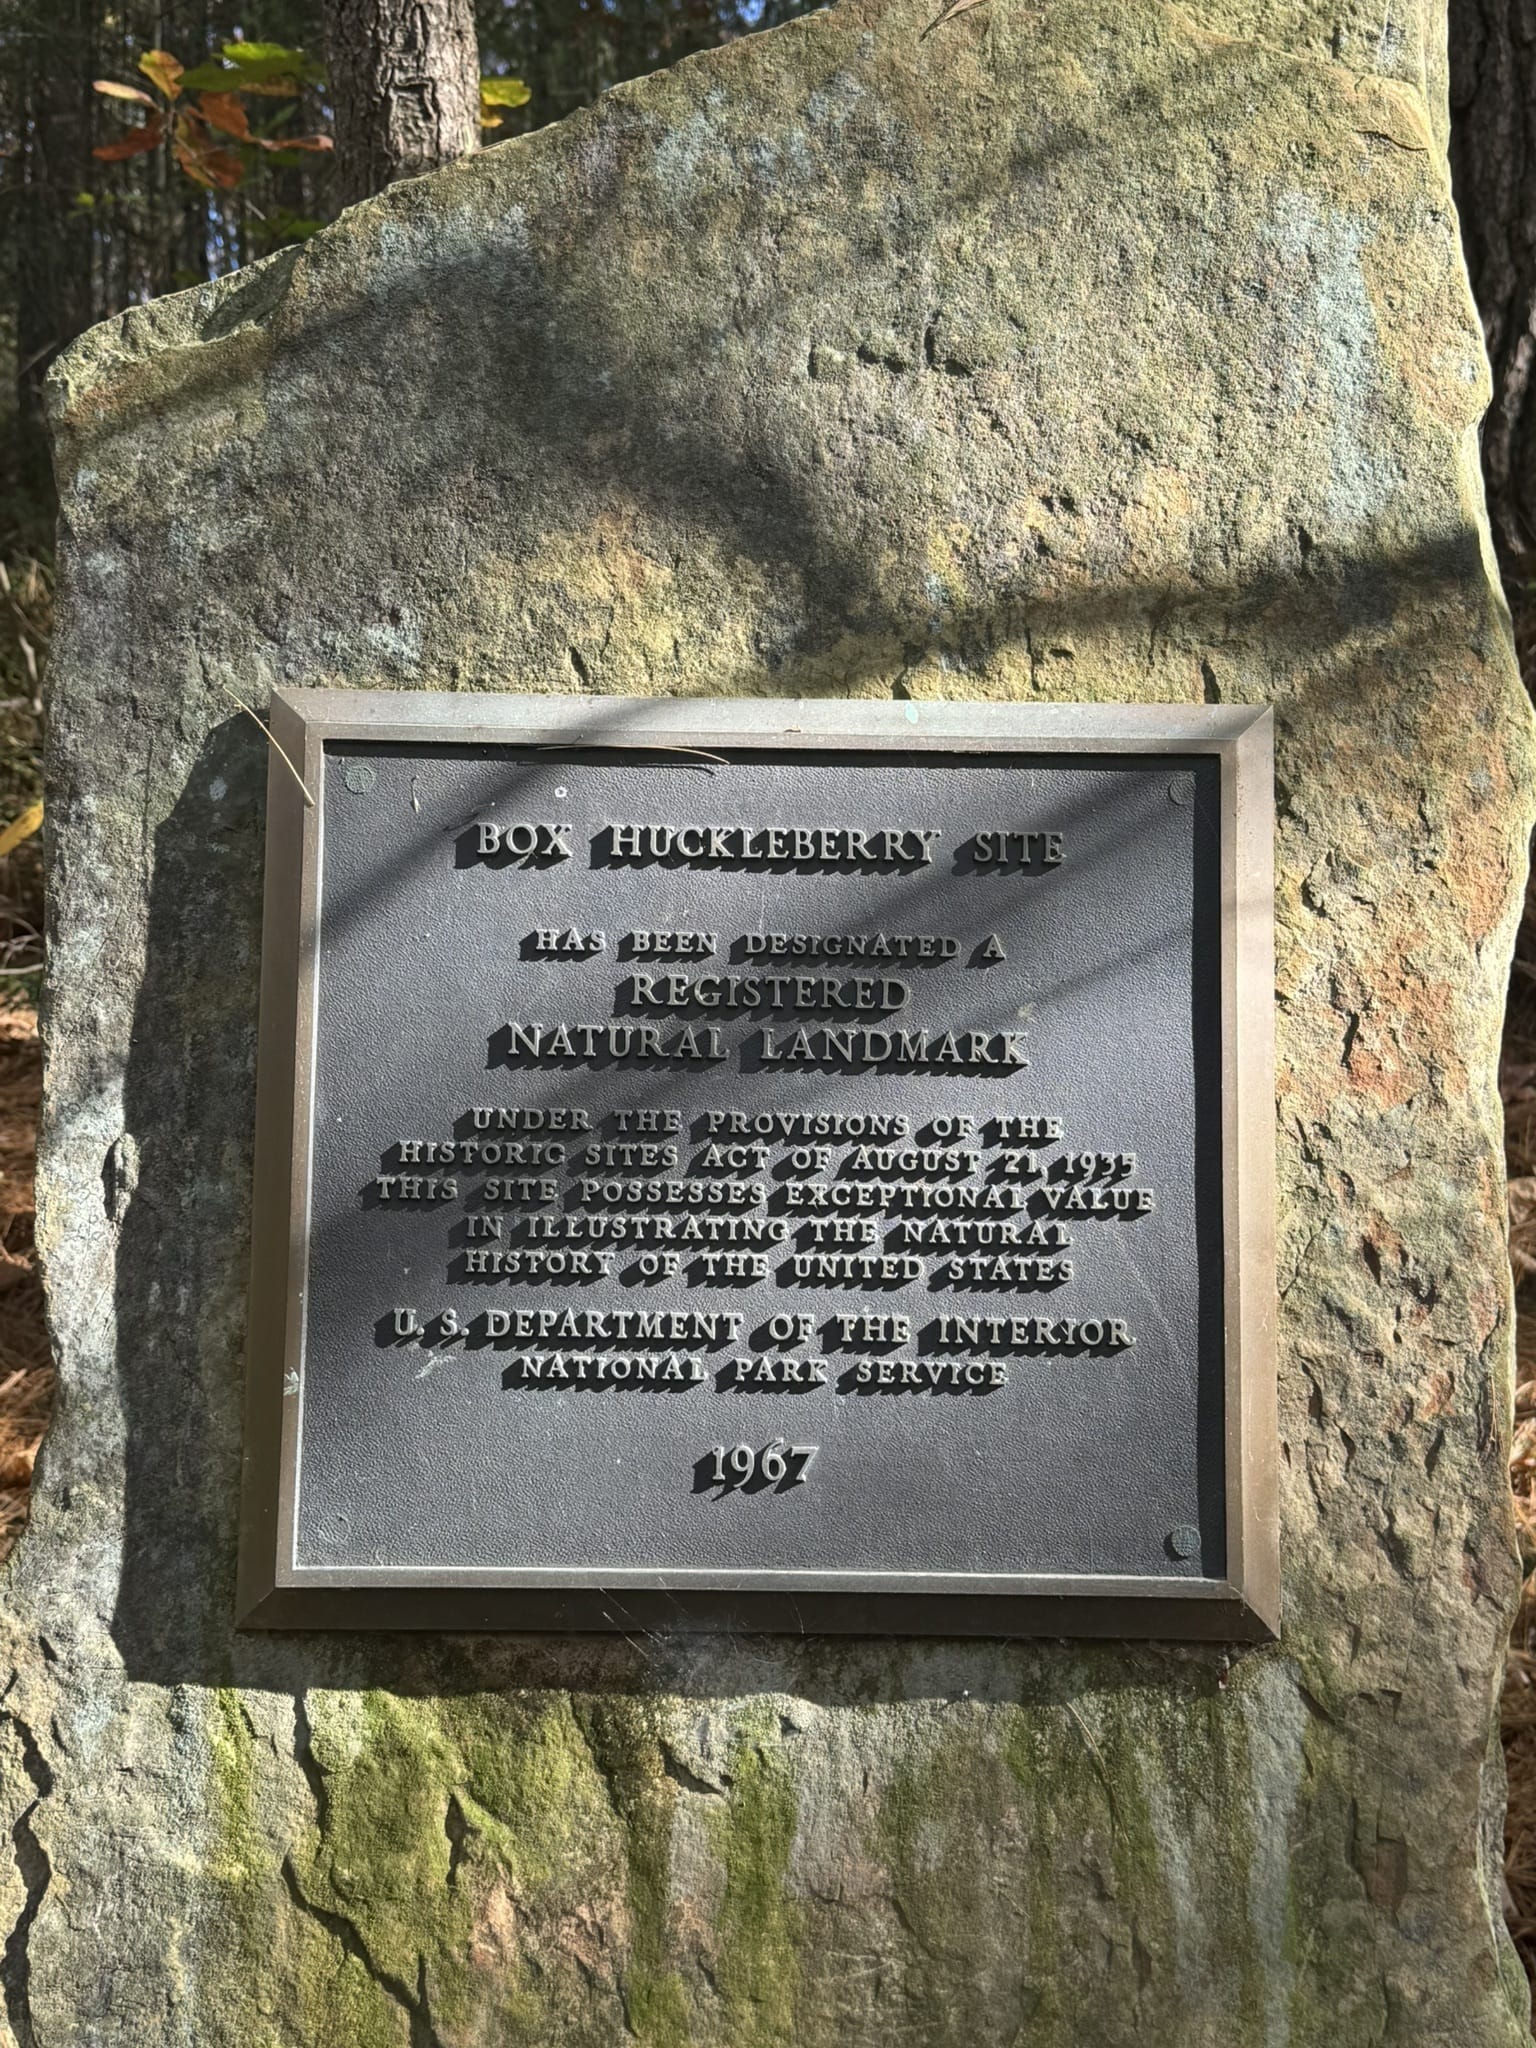 BOX HUCKLEBERRY SITE
HAS BEEN DESIGNATED A
REGISTERED
NATURAL LANDMARK
UNDER THE PROVISIONS OF THE
HISTORIC SITES ACT OF AUGUST 21, 1935
THIS SITE POSSESSES EXCEPTIONAL VALUE
IN ILLUSTRATING THE NATURAL
HISTORY OF THE UNITED STATES
U. S. DEPARTMENT OF THE INTERIOR
NATIONAL PARK SERVICE
1967